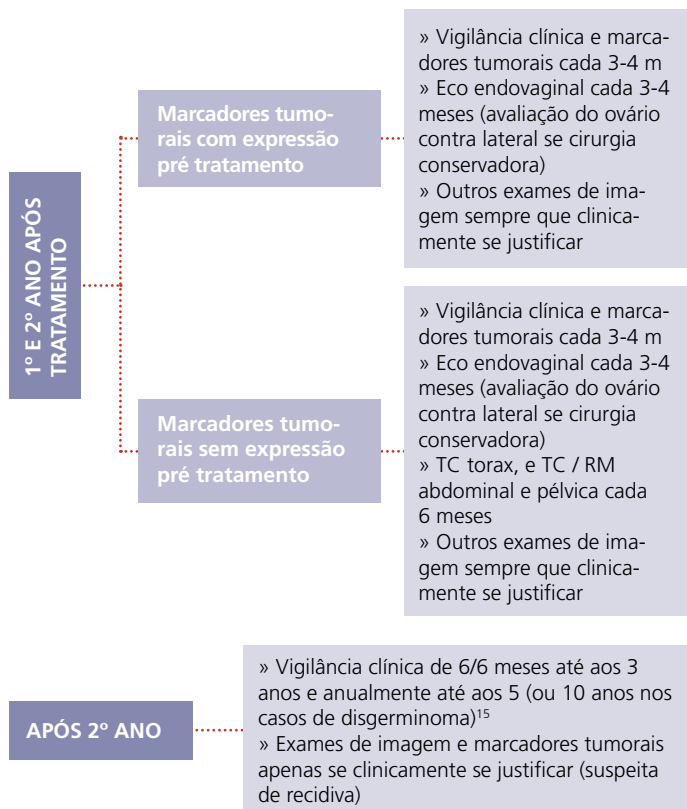 1º E 2º ANO APÓS
TRATAMENTO
Marcadores tumo-
rais com expressão
pré tratamento
» Vigilância clínica e marca-
dores tumorais cada 3-4 m
» Eco endovaginal cada 3-4
meses (avaliação do ovário
contra lateral se cirurgia
conservadora)
» Outros exames de ima-
gem sempre que clinica-
mente se justificar
Marcadores tumo-
rais sem expressão
pré tratamento
» Vigilância clínica e marca-
dores tumorais cada 3-4 m
» Eco endovaginal cada 3-4
meses (avaliação do ovário
contra lateral se cirurgia
conservadora)
» TC torax, e TC / RM
abdominal e pélvica cada
6 meses
» Outros exames de ima-
gem sempre que clinica-
mente se justificar
APÓS 2º ANO
» Vigilância clínica de 6/6 meses até aos 3
anos e anualmente até aos 5 (ou 10 anos nos
casos de disgerminoma)¹⁵
» Exames de imagem e marcadores tumorais
apenas se clinicamente se justificar (suspeita
de recidiva)